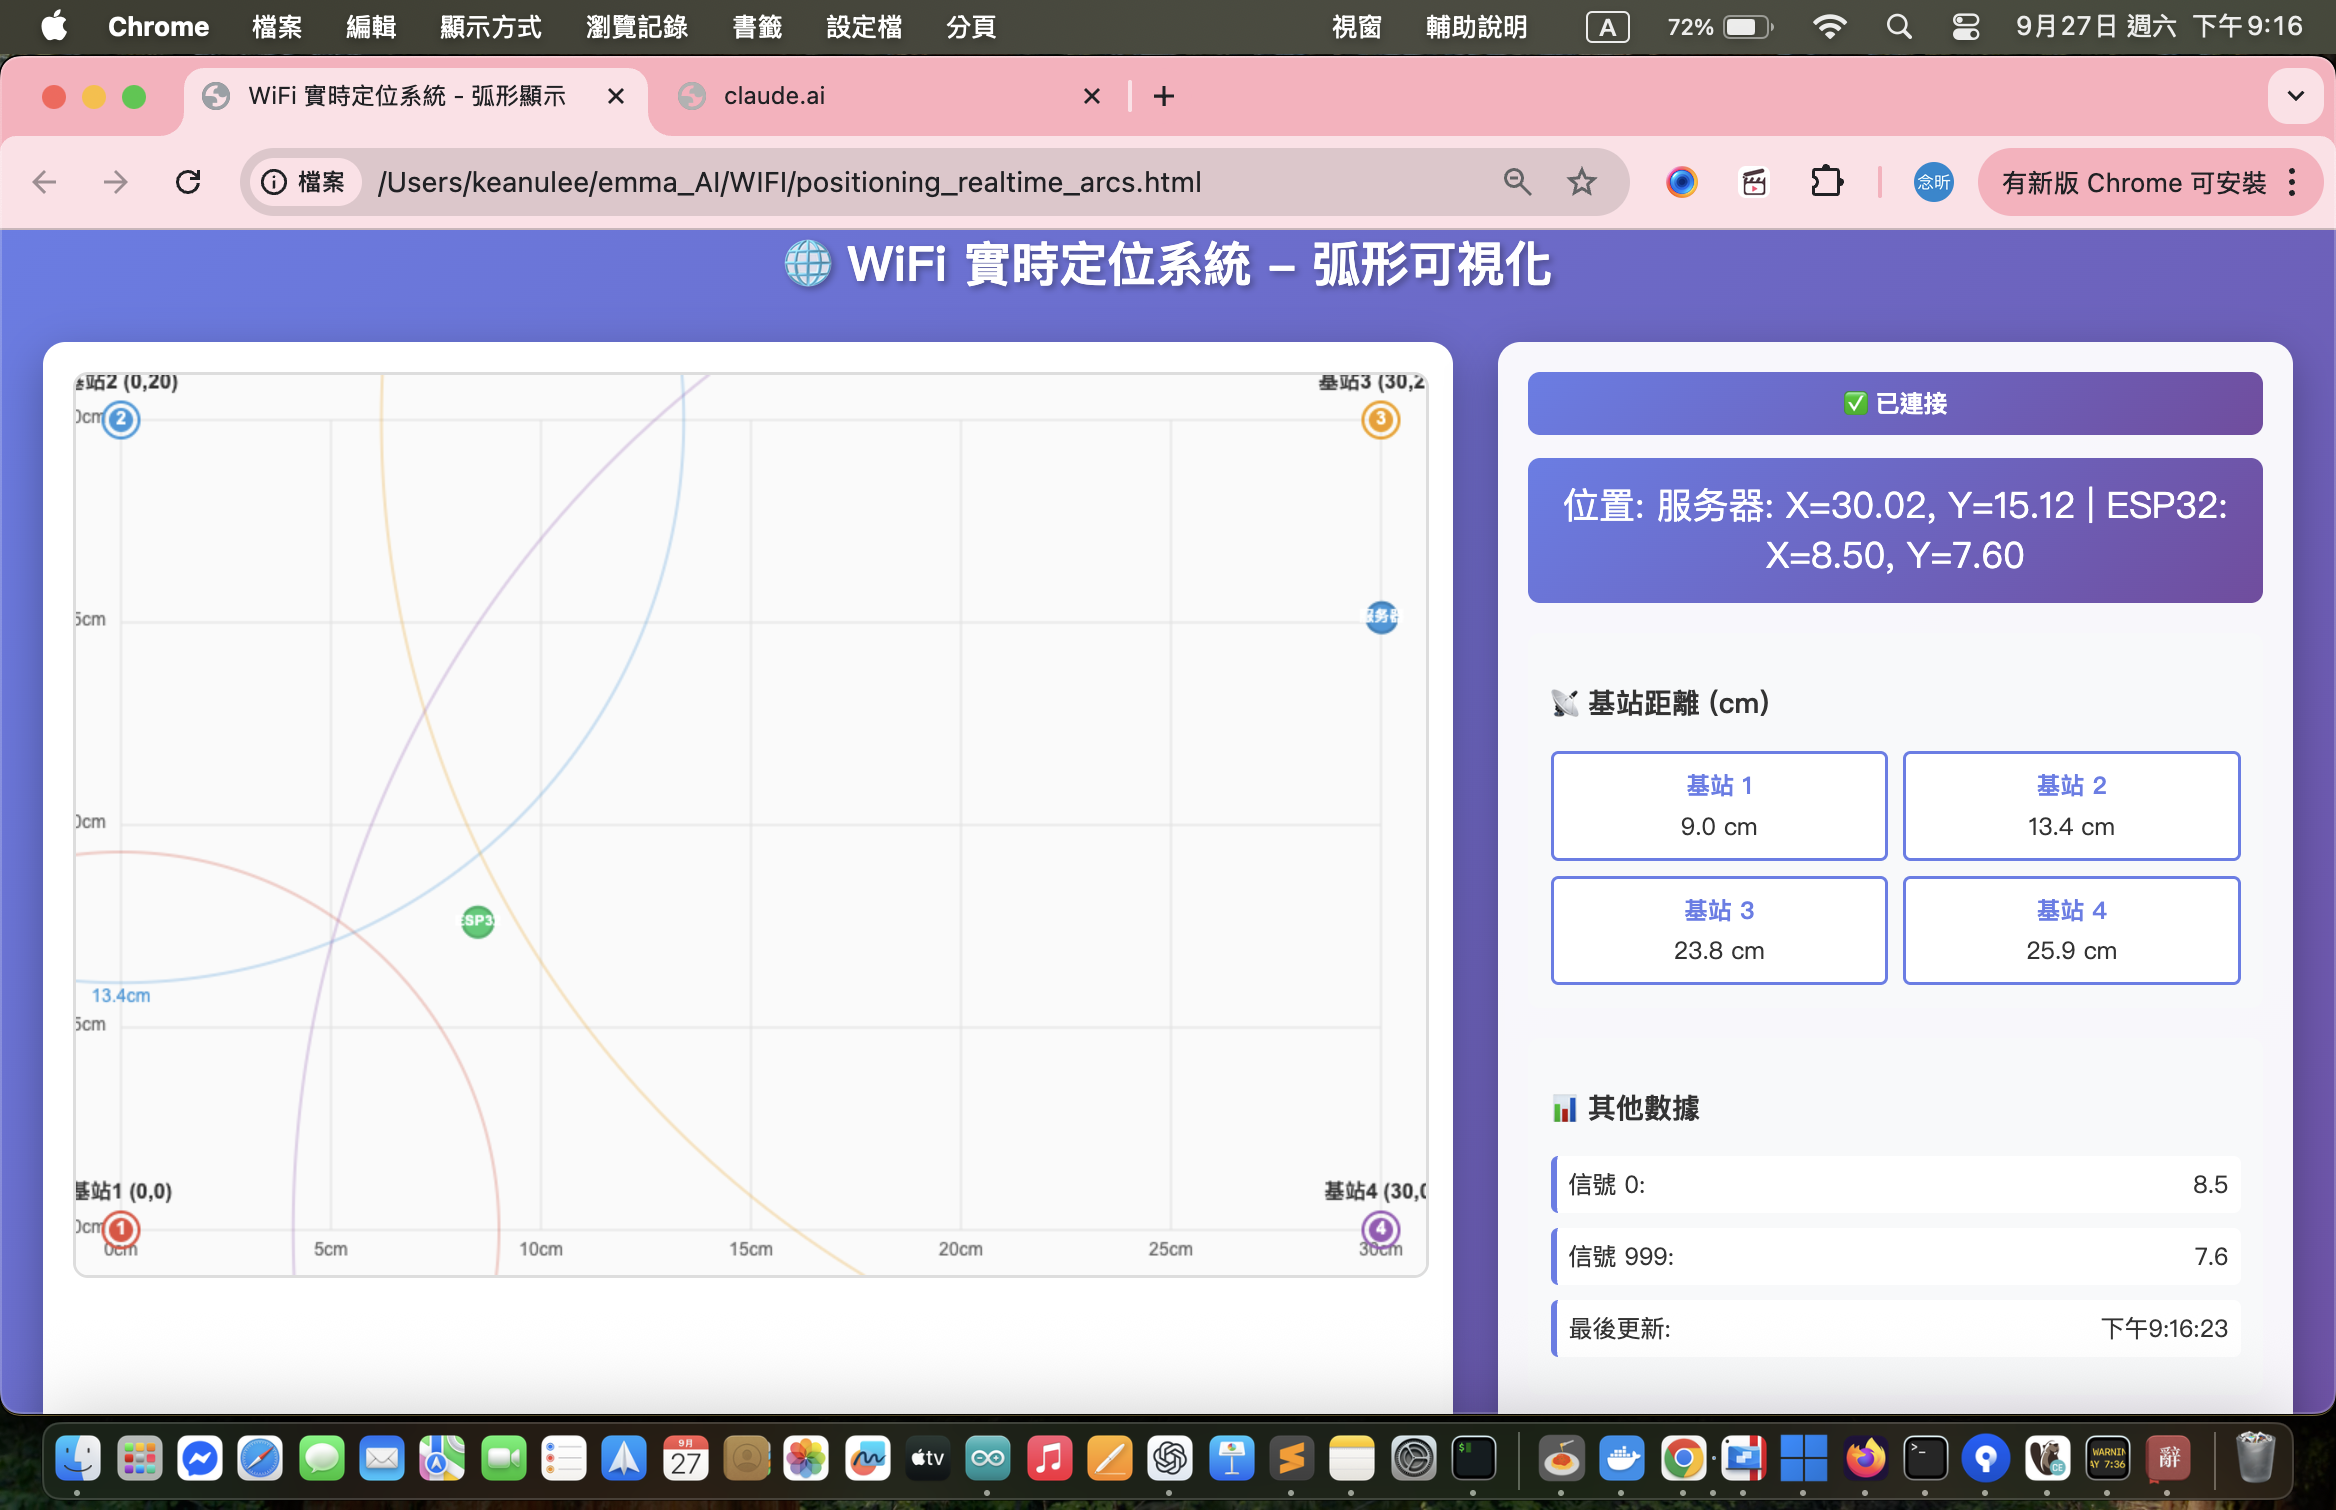 Chrome 檔案 編輯 顯示方式 瀏覽記錄 書籤 設定檔 分頁 視窗 輔助說明 A 72% 9月27日 週六 下午9:16
WiFi 實時定位系統 - 弧形顯示
claude.ai
檔案 /Users/keanulee/emma_AI/WIFI/positioning_realtime_arcs.html
念昕
有新版 Chrome 可安裝
WiFi 實時定位系統 – 弧形可視化
基站2 (0,20)
基站3 (30,2
0cm
2
3
5cm
服务器
0cm
ESP3
13.4cm
5cm
基站1 (0,0)
基站4 (30,0
0cm
1
4
0cm 5cm 10cm 15cm 20cm 25cm 30cm
已連接
位置: 服务器: X=30.02, Y=15.12 | ESP32:
X=8.50, Y=7.60
基站距離 (cm)
基站 1
9.0 cm
基站 2
13.4 cm
基站 3
23.8 cm
基站 4
25.9 cm
其他數據
信號 0: 8.5
信號 999: 7.6
最後更新: 下午9:16:23
9月
27
tv
CE
WARNIN
AY 7:36
辭